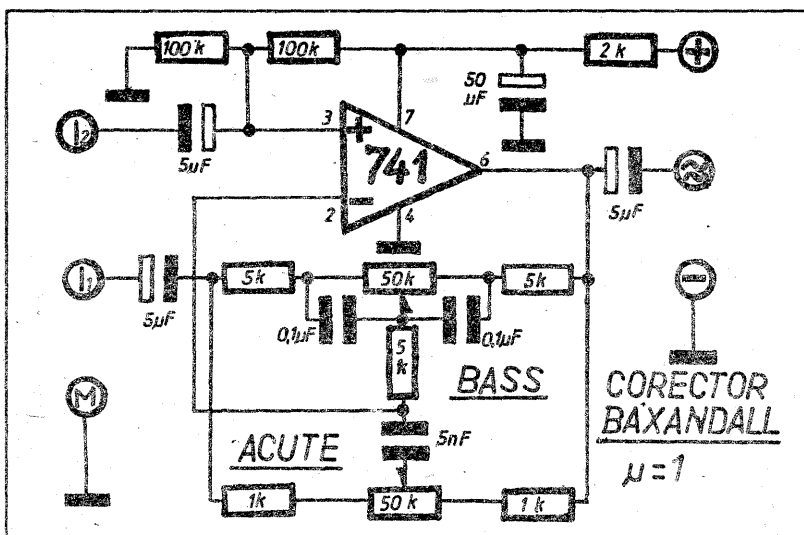 100k 100k 2k +
50 µF
I2 5µF 3 + 7
741 6
2 − 4 5µF ≈
I1 5µF 5k 50k 5k −
0,1µF 0,1µF
5k
BASS
M
ACUTE 5nF
CORECTOR
BAXANDALL
µ=1
1k 50k 1k